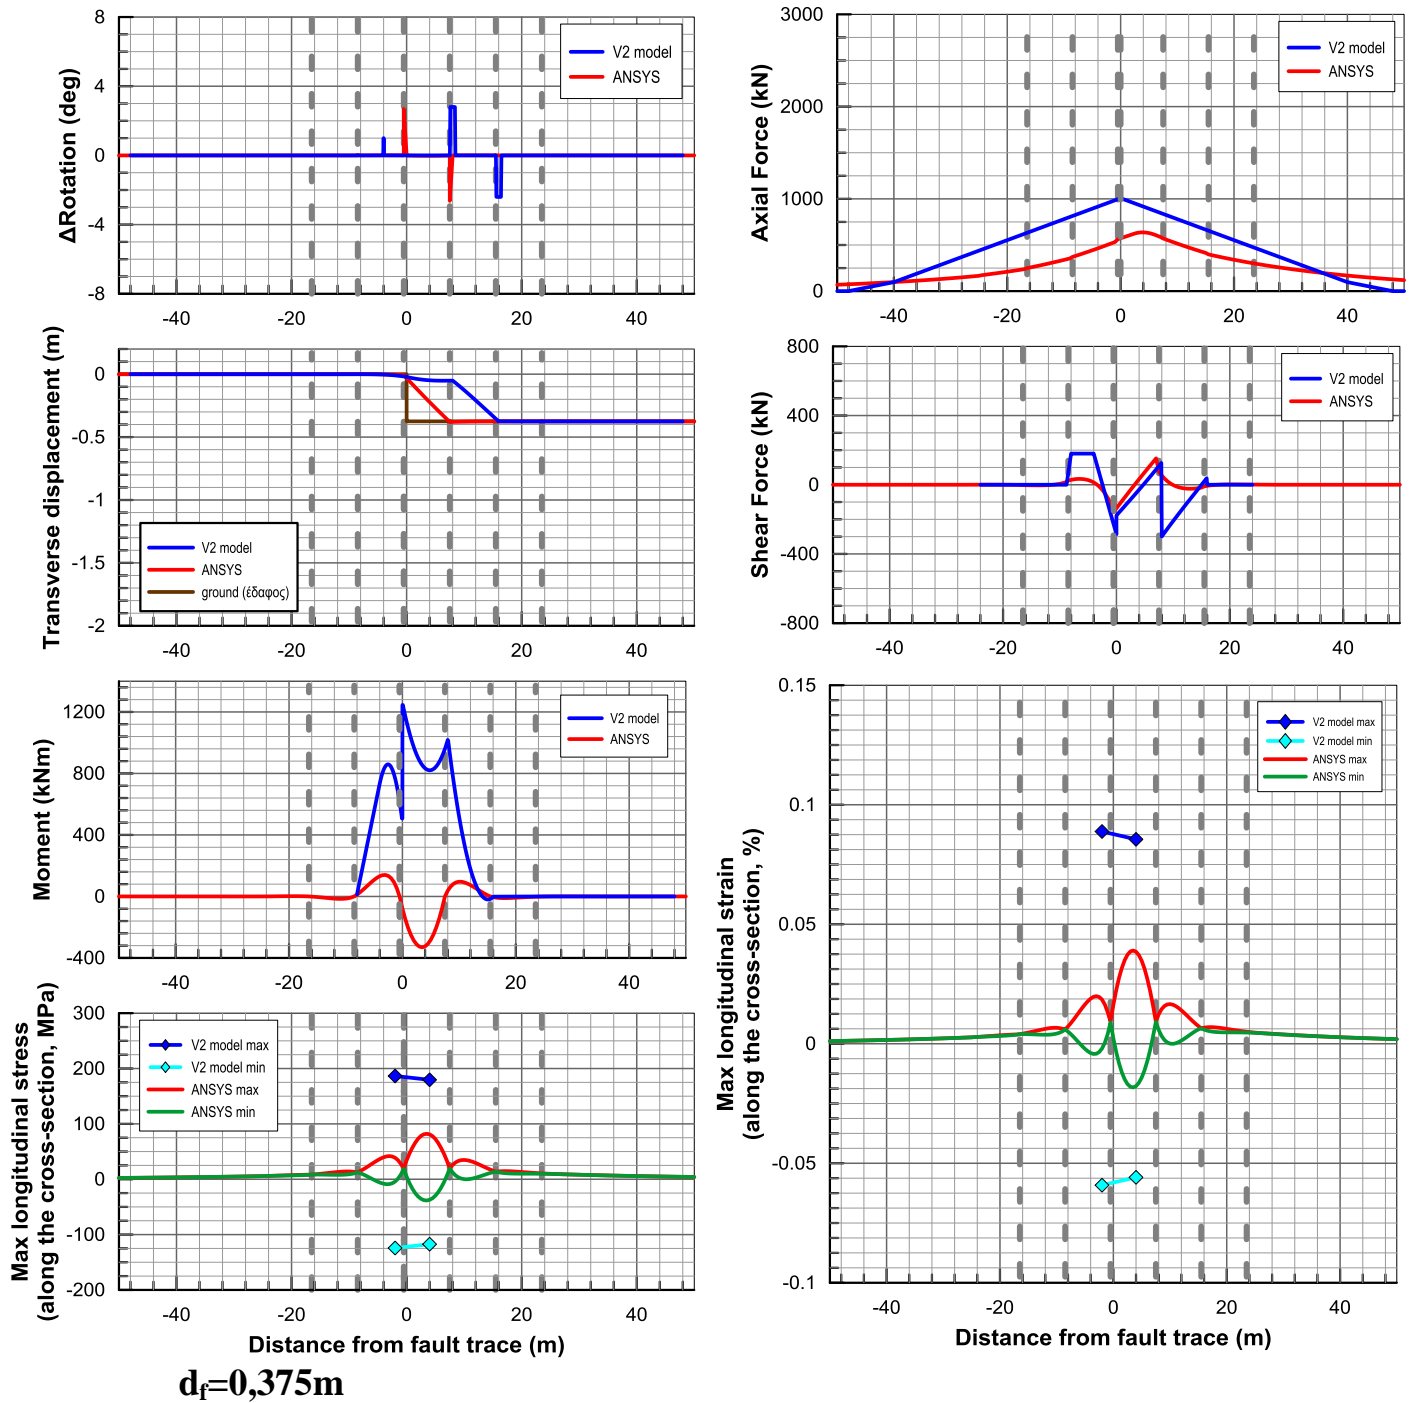 ΔRotation (deg)
8
4
0
-4
-8
-40
-20
0
20
40
V2 model
ANSYS
Axial Force (kN)
3000
2000
1000
0
-40
-20
0
20
40
V2 model
ANSYS
Transverse displacement (m)
0
-0.5
-1
-1.5
-2
-40
-20
0
20
40
V2 model
ANSYS
ground (έδαφος)
Shear Force (kN)
800
400
0
-400
-800
-40
-20
0
20
40
V2 model
ANSYS
Moment (kNm)
1200
800
400
0
-400
-40
-20
0
20
40
V2 model
ANSYS
Max longitudinal stress
(along the cross-section, MPa)
300
200
100
0
-100
-200
-40
-20
0
20
40
V2 model max
V2 model min
ANSYS max
ANSYS min
Distance from fault trace (m)
Max longitudinal strain
(along the cross-section, %)
0.15
0.1
0.05
0
-0.05
-0.1
-40
-20
0
20
40
V2 model max
V2 model min
ANSYS max
ANSYS min
Distance from fault trace (m)
df=0,375m